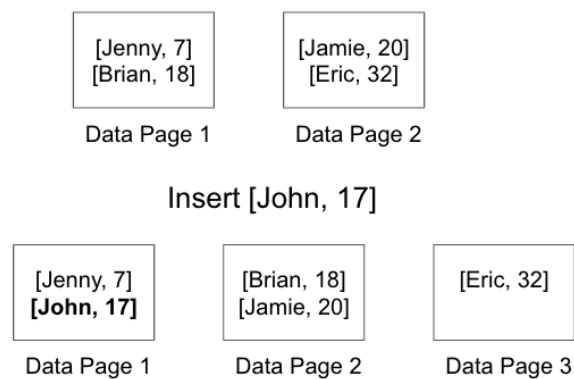 [Jenny, 7]
[Brian, 18]
Data Page 1
[Jamie, 20]
[Eric, 32]
Data Page 2
Insert [John, 17]
[Jenny, 7]
[John, 17]
Data Page 1
[Brian, 18]
[Jamie, 20]
Data Page 2
[Eric, 32]
Data Page 3